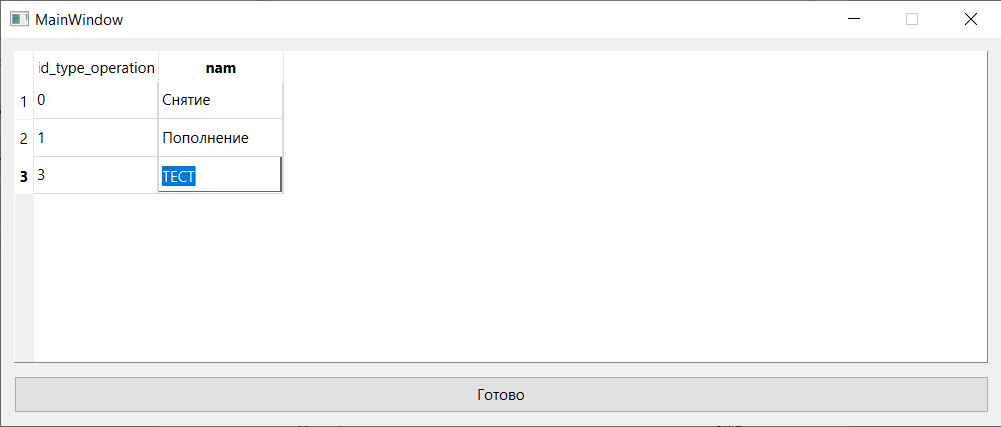 MainWindow
id_type_operation nam
1 0 Снятие
2 1 Пополнение
3 3 ТЕСТ
Готово